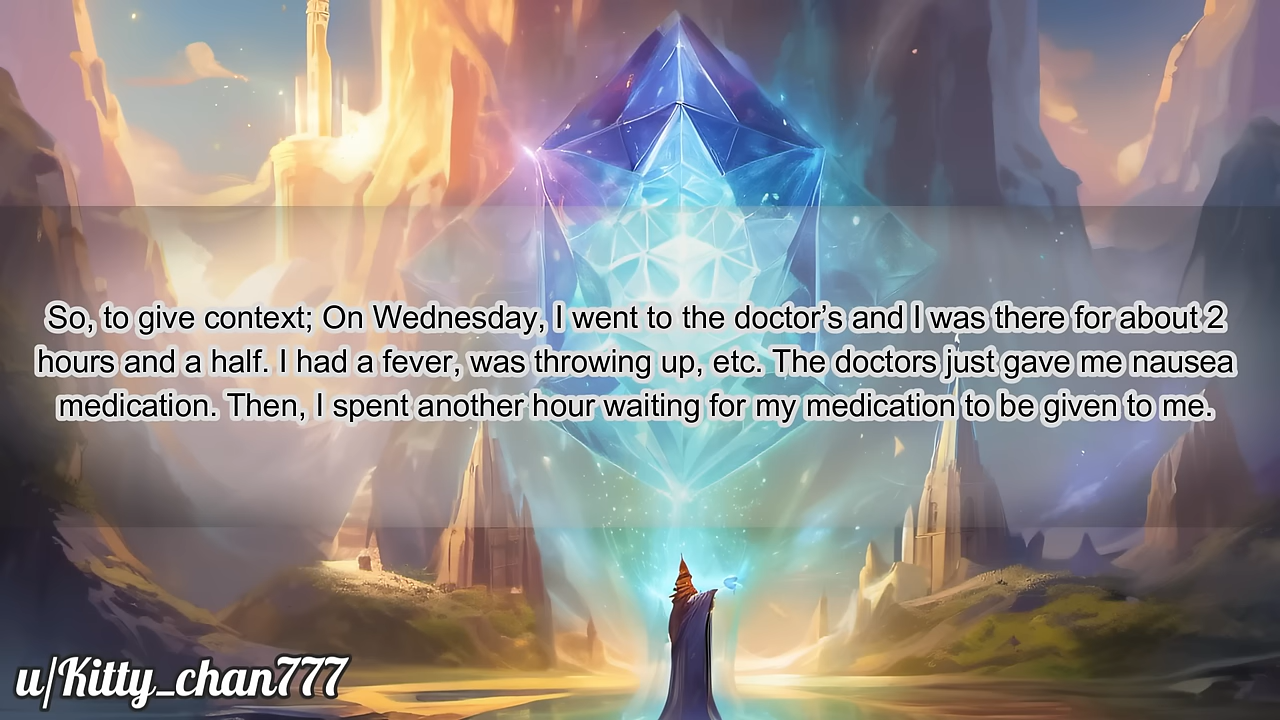 So, to give context; On Wednesday, I went to the doctor’s and I was there for about 2
hours and a half. I had a fever, was throwing up, etc. The doctors just gave me nausea
medication. Then, I spent another hour waiting for my medication to be given to me.
u/Kitty_chan777